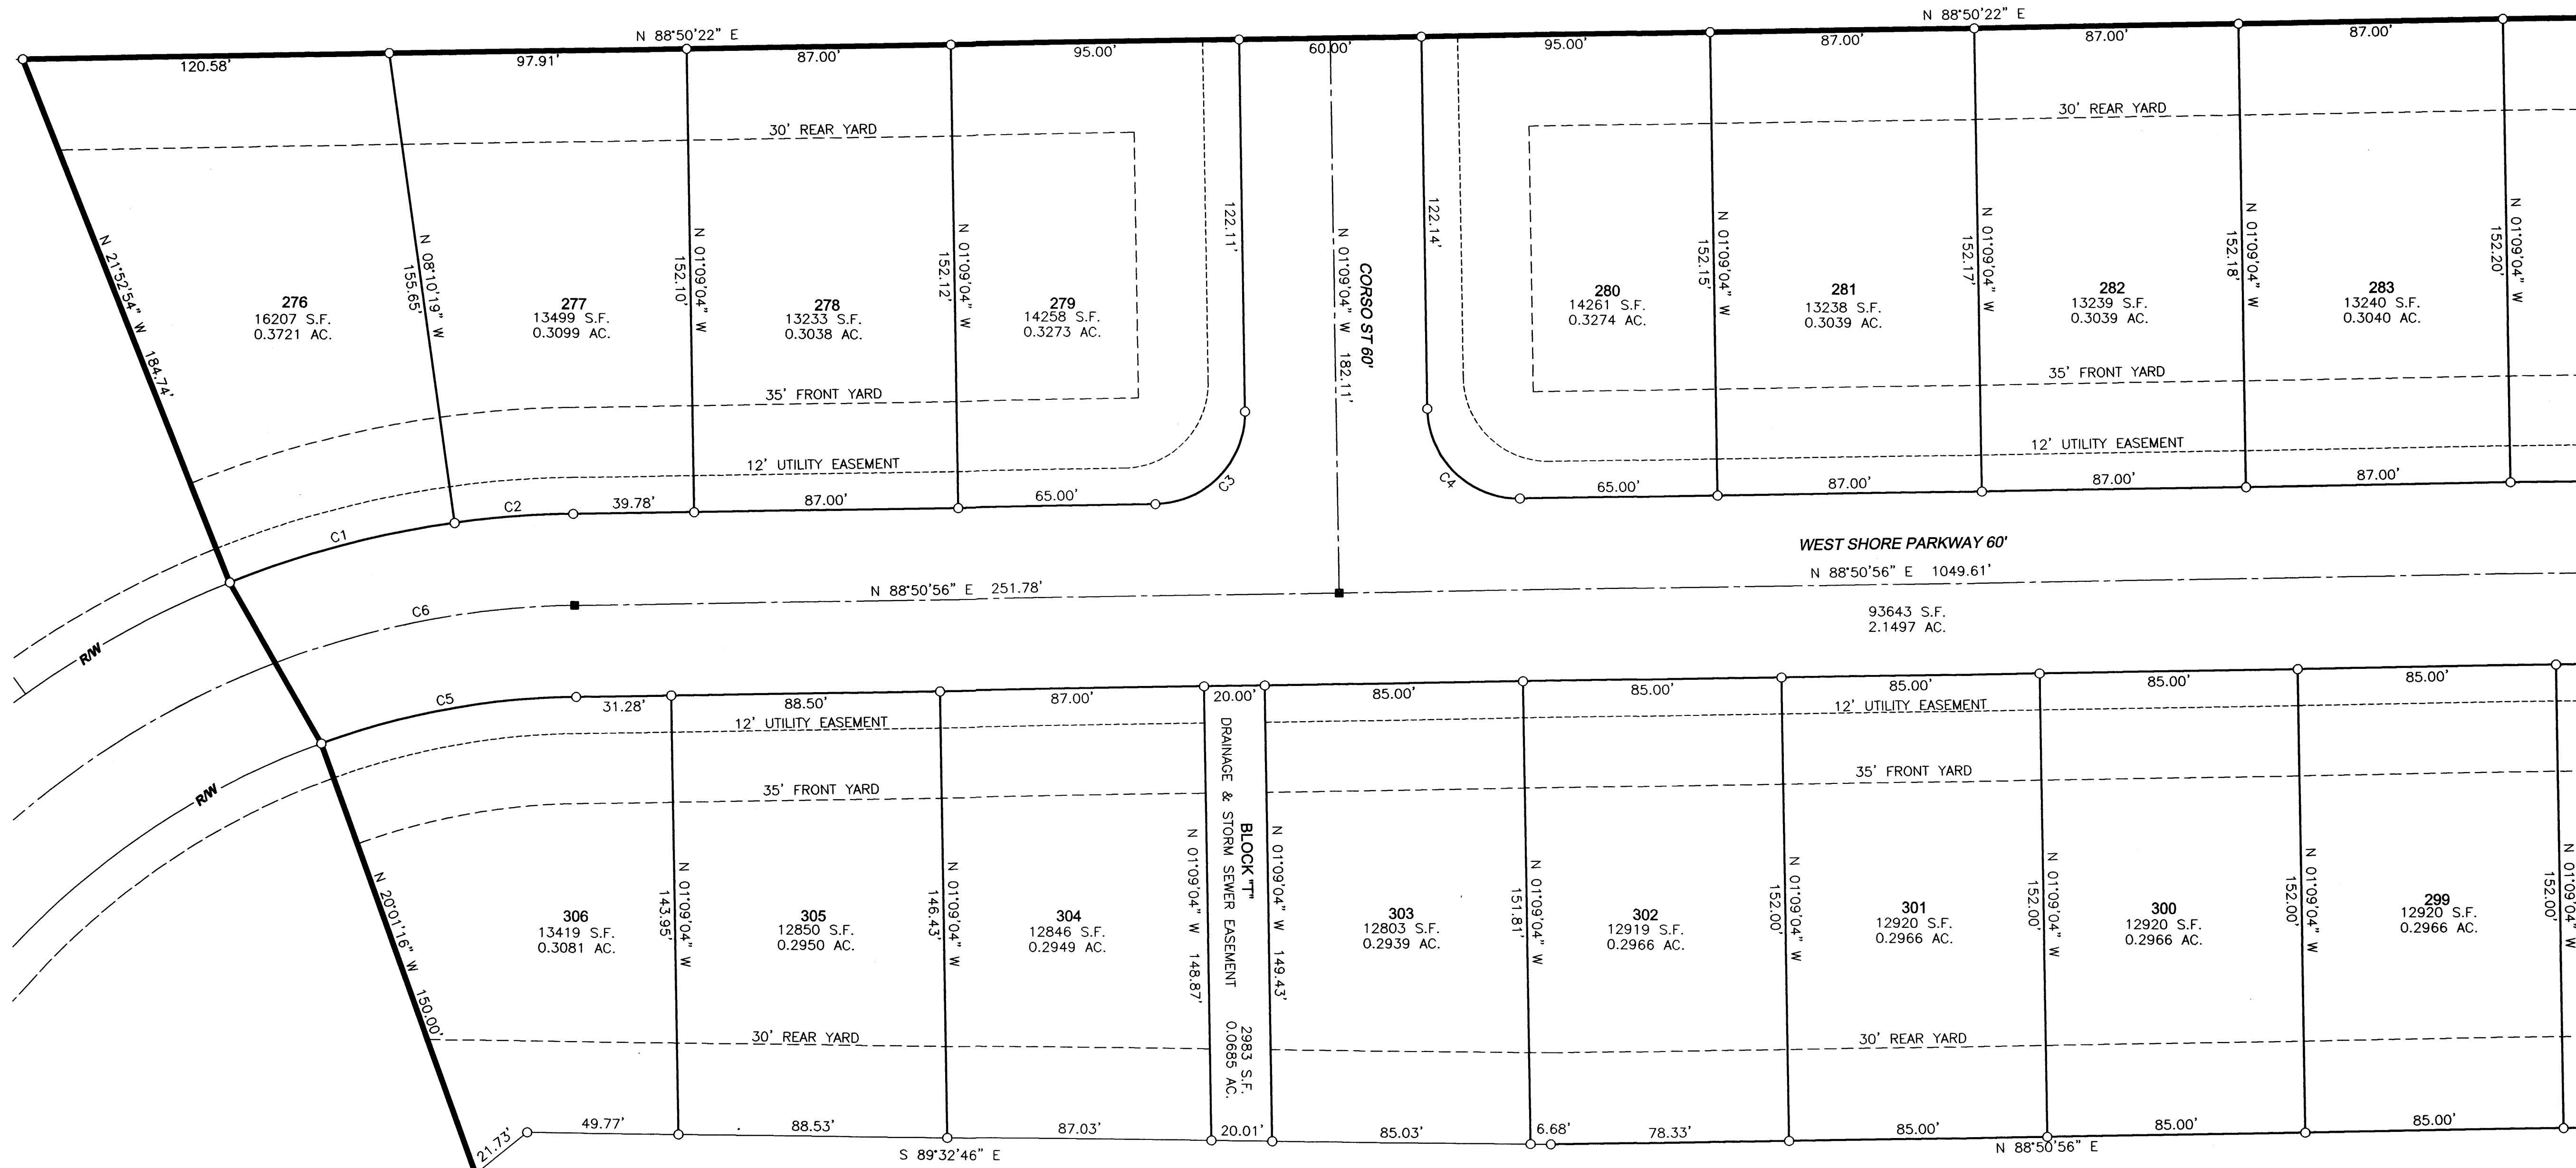 N 88°50'22" E
N 88°50'22" E
120.58'
97.91'
87.00'
95.00'
60.00'
95.00'
87.00'
87.00'
87.00'
30' REAR YARD
30' REAR YARD
N 21°52'54" W 184.74'
N 08°10'19" W
155.65'
N 01°09'04" W
152.10'
N 01°09'04" W
152.12'
122.11'
N 01°09'04" W 182.11'
CORSO ST 60'
122.14'
N 01°09'04" W
152.15'
N 01°09'04" W
152.17'
N 01°09'04" W
152.18'
N 01°09'04" W
152.20'
276
16207 S.F.
0.3721 AC.
277
13499 S.F.
0.3099 AC.
278
13233 S.F.
0.3038 AC.
279
14258 S.F.
0.3273 AC.
280
14261 S.F.
0.3274 AC.
281
13238 S.F.
0.3039 AC.
282
13239 S.F.
0.3039 AC.
283
13240 S.F.
0.3040 AC.
35' FRONT YARD
35' FRONT YARD
12' UTILITY EASEMENT
12' UTILITY EASEMENT
C1
C2
39.78'
87.00'
65.00'
C3
C4
65.00'
87.00'
87.00'
87.00'
WEST SHORE PARKWAY 60'
N 88°50'56" E 1049.61'
N 88°50'56" E 251.78'
C6
93643 S.F.
2.1497 AC.
R/W
R/W
C5
31.28'
88.50'
87.00'
20.00'
85.00'
85.00'
85.00'
85.00'
85.00'
12' UTILITY EASEMENT
12' UTILITY EASEMENT
35' FRONT YARD
35' FRONT YARD
N 20°01'16" W 150.00'
N 01°09'04" W
143.95'
N 01°09'04" W
146.43'
N 01°09'04" W 148.87'
DRAINAGE & STORM SEWER EASEMENT
BLOCK "T"
2983 S.F.
0.0685 AC.
N 01°09'04" W 149.43'
N 01°09'04" W
151.81'
N 01°09'04" W
152.00'
N 01°09'04" W
152.00'
N 01°09'04" W
152.00'
N 01°09'04" W
152.00'
306
13419 S.F.
0.3081 AC.
305
12850 S.F.
0.2950 AC.
304
12846 S.F.
0.2949 AC.
303
12803 S.F.
0.2939 AC.
302
12919 S.F.
0.2966 AC.
301
12920 S.F.
0.2966 AC.
300
12920 S.F.
0.2966 AC.
299
12920 S.F.
0.2966 AC.
30' REAR YARD
30' REAR YARD
21.73'
49.77'
88.53'
87.03'
20.01'
85.03'
6.68'
78.33'
85.00'
85.00'
85.00'
S 89°32'46" E
N 88°50'56" E